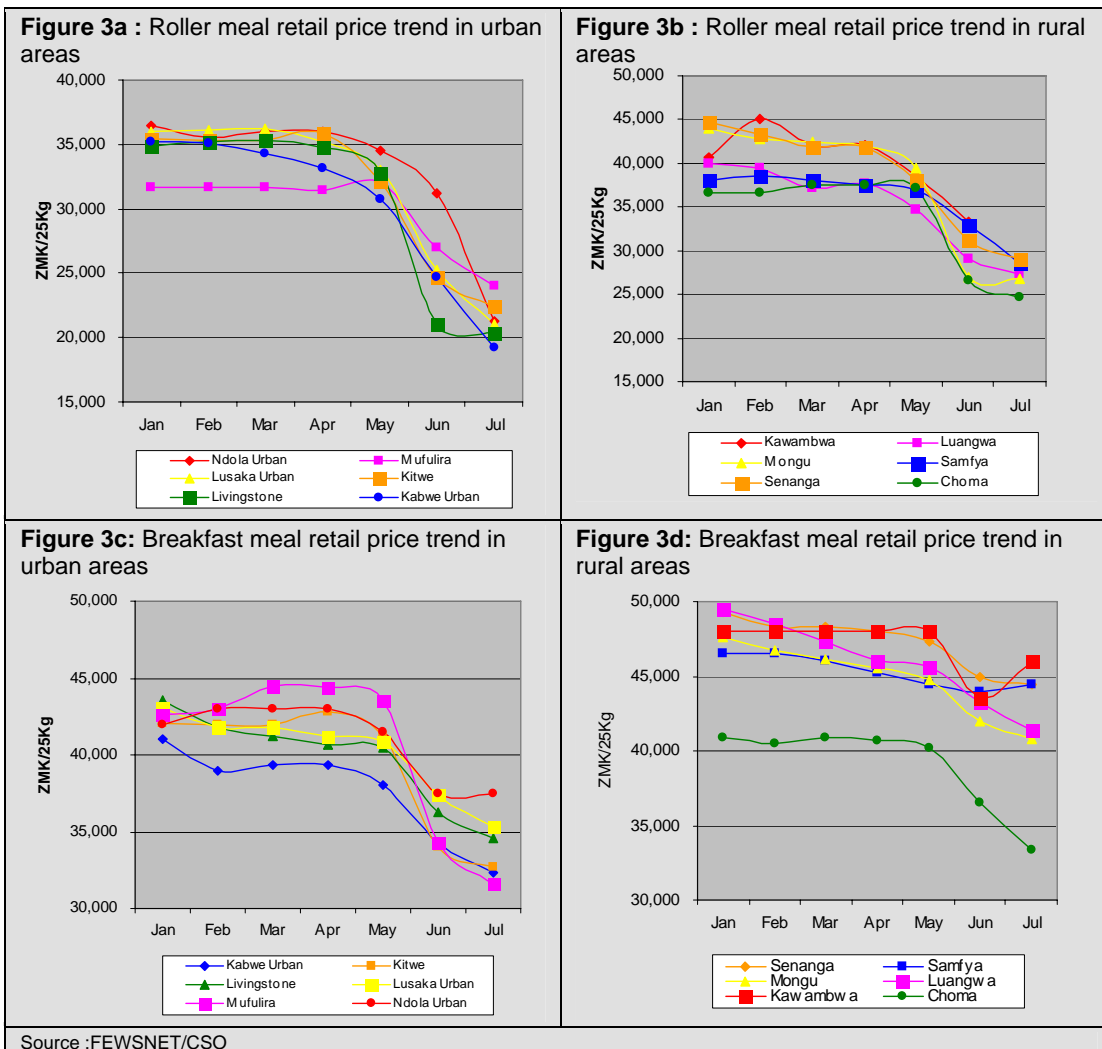 Figure 3a : Roller meal retail price trend in urban
areas
40,000
35,000
30,000
25,000
20,000
15,000
ZMK/25Kg
Jan Feb Mar Apr May Jun Jul
Ndola Urban Mufulira
Lusaka Urban Kitwe
Livingstone Kabwe Urban
Figure 3b : Roller meal retail price trend in rural
areas
50,000
45,000
40,000
35,000
30,000
25,000
20,000
15,000
ZMK/25Kg
Jan Feb Mar Apr May Jun Jul
Kawambwa Luangwa
Mongu Samfya
Senanga Choma
Figure 3c: Breakfast meal retail price trend in
urban areas
50,000
45,000
40,000
35,000
30,000
ZMK/25Kg
Jan Feb Mar Apr May Jun Jul
Kabwe Urban Kitwe
Livingstone Lusaka Urban
Mufulira Ndola Urban
Figure 3d: Breakfast meal retail price trend in
rural areas
50,000
45,000
40,000
35,000
30,000
ZMK/25Kg
Jan Feb Mar Apr May Jun Jul
Senanga Samfya
Mongu Luangwa
Kawambwa Choma
Source :FEWSNET/CSO